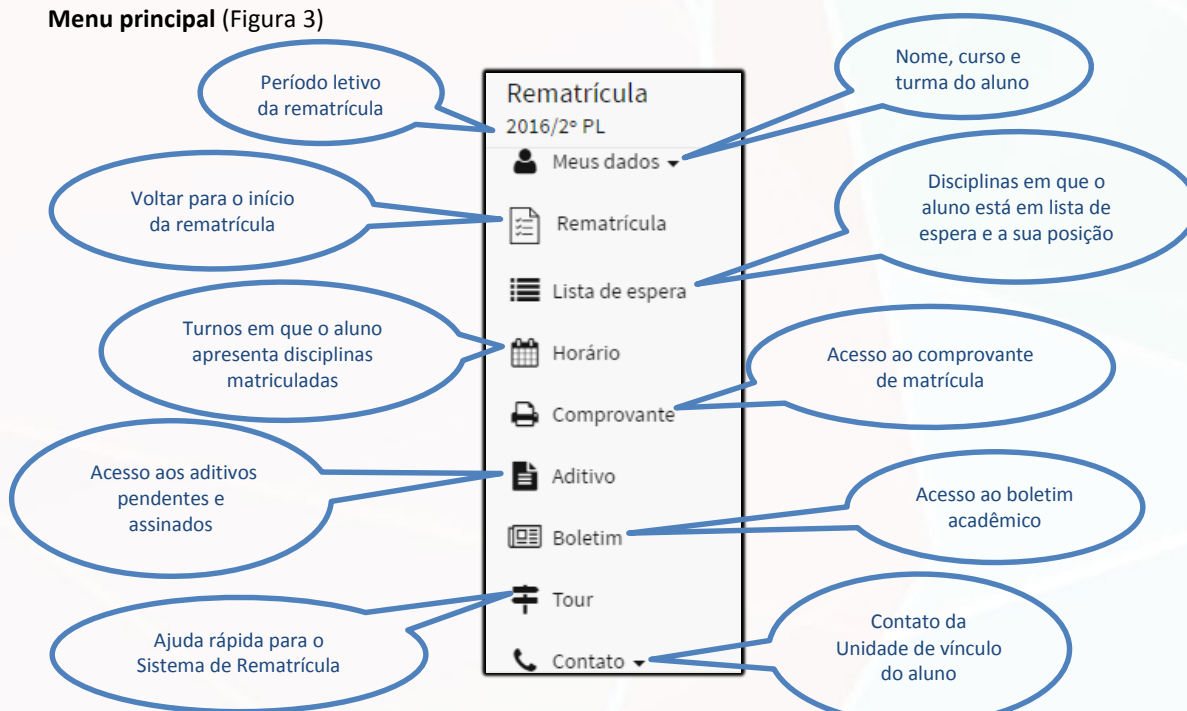 Menu principal (Figura 3)
Período letivo
da rematrícula
Nome, curso e
turma do aluno
Rematrícula
2016/2º PL
Meus dados
Voltar para o início
da rematrícula
Rematrícula
Disciplinas em que o
aluno está em lista de
espera e a sua posição
Lista de espera
Turnos em que o aluno
apresenta disciplinas
matriculadas
Horário
Acesso ao comprovante
de matrícula
Comprovante
Acesso aos aditivos
pendentes e
assinados
Aditivo
Acesso ao boletim
acadêmico
Boletim
Tour
Ajuda rápida para o
Sistema de Rematrícula
Contato da
Unidade de vínculo
do aluno
Contato